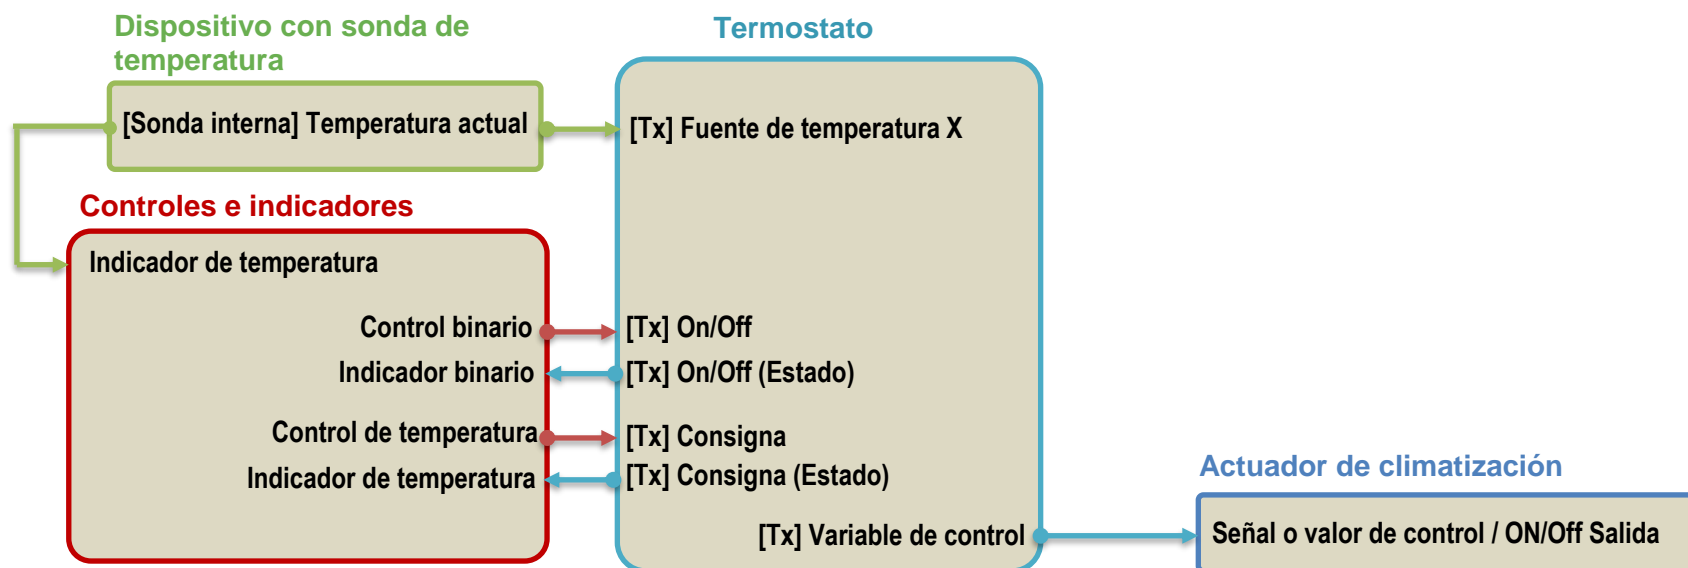 Dispositivo con sonda de
temperatura
Termostato
[Sonda interna] Temperatura actual
[Tx] Fuente de temperatura X
Controles e indicadores
Indicador de temperatura
Control binario
[Tx] On/Off
Indicador binario
[Tx] On/Off (Estado)
Control de temperatura
[Tx] Consigna
Indicador de temperatura
[Tx] Consigna (Estado)
Actuador de climatización
[Tx] Variable de control
Señal o valor de control / ON/Off Salida